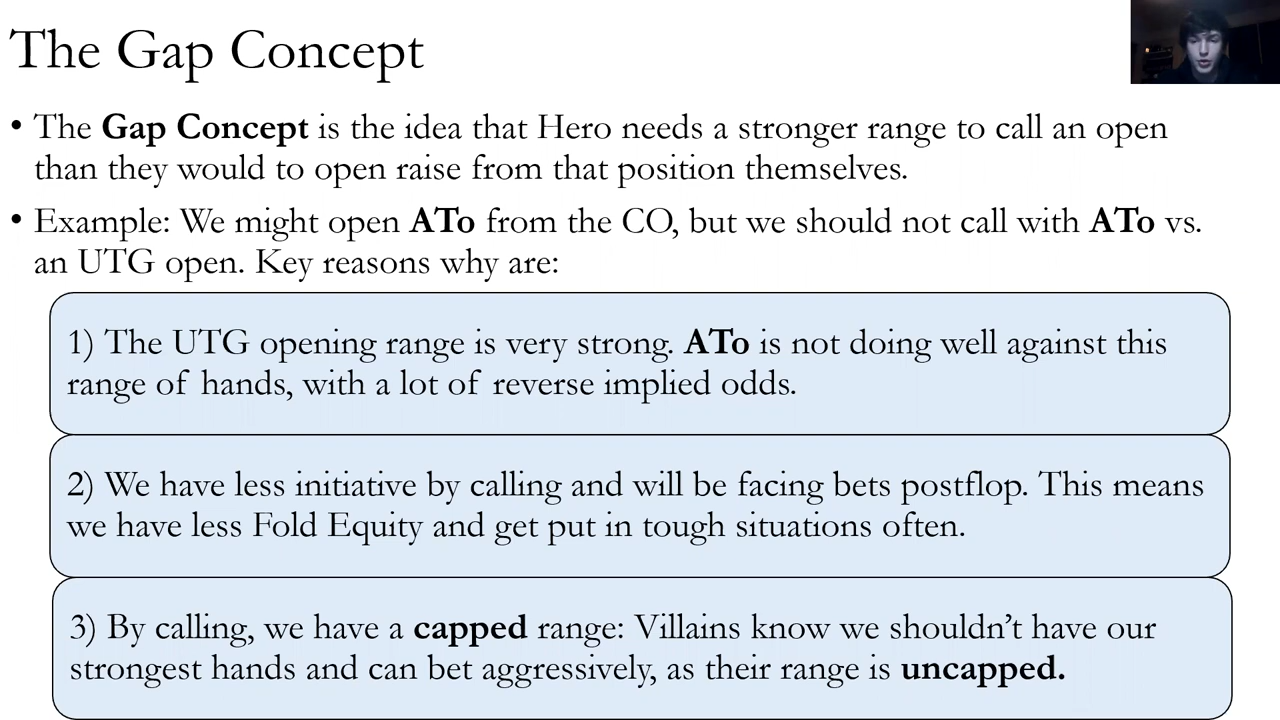 The Gap Concept
• The Gap Concept is the idea that Hero needs a stronger range to call an open
than they would to open raise from that position themselves.
• Example: We might open ATo from the CO, but we should not call with ATo vs.
an UTG open. Key reasons why are:
1) The UTG opening range is very strong. ATo is not doing well against this
range of hands, with a lot of reverse implied odds.
2) We have less initiative by calling and will be facing bets postflop. This means
we have less Fold Equity and get put in tough situations often.
3) By calling, we have a capped range: Villains know we shouldn’t have our
strongest hands and can bet aggressively, as their range is uncapped.